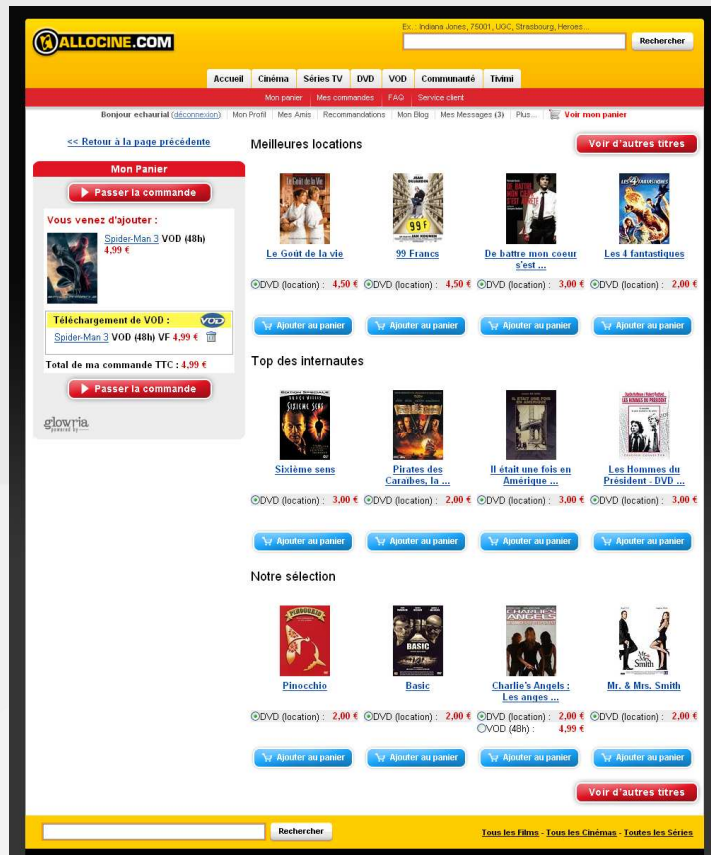 Ex. : Indiana Jones, 75001, UGC, Strasbourg, Heroes...
ALLOCINE.COM
Rechercher
Accueil Cinéma Séries TV DVD VOD Communauté Tivimi
Mon panier Mes commandes FAQ Service client
Bonjour echaurial (déconnexion) Mon Profil Mes Amis Recommandations Mon Blog Mes Messages (3) Plus... Voir mon panier
<< Retour à la page précédente
Mon Panier
Passer la commande
Vous venez d'ajouter :
Spider-Man 3 VOD (48h)
4,99 €
Téléchargement de VOD : VOD
Spider-Man 3 VOD (48h) VF 4,99 €
Total de ma commande TTC : 4,99 €
Passer la commande
glowria
powered by
Meilleures locations
Voir d'autres titres
Le Goût de la vie 99 Francs De battre mon coeur s'est ... Les 4 fantastiques
DVD (location) : 4,50 € DVD (location) : 4,50 € DVD (location) : 3,00 € DVD (location) : 2,00 €
Ajouter au panier Ajouter au panier Ajouter au panier Ajouter au panier
Top des internautes
SIXIEME SENS
Sixième sens Pirates des Caraïbes, la ... Il était une fois en Amérique ... Les Hommes du Président - DVD ...
DVD (location) : 3,00 € DVD (location) : 2,00 € DVD (location) : 3,00 € DVD (location) : 3,00 €
Ajouter au panier Ajouter au panier Ajouter au panier Ajouter au panier
Notre sélection
PINOCCHIO BASIC CHARLIE'S ANGELS Mr. & Mrs. Smith
Pinocchio Basic Charlie's Angels : Les anges ... Mr. & Mrs. Smith
DVD (location) : 2,00 € DVD (location) : 2,00 € DVD (location) : 2,00 € DVD (location) : 2,00 €
VOD (48h) : 4,99 €
Ajouter au panier Ajouter au panier Ajouter au panier Ajouter au panier
Voir d'autres titres
Rechercher
Tous les Films - Tous les Cinémas - Toutes les Séries